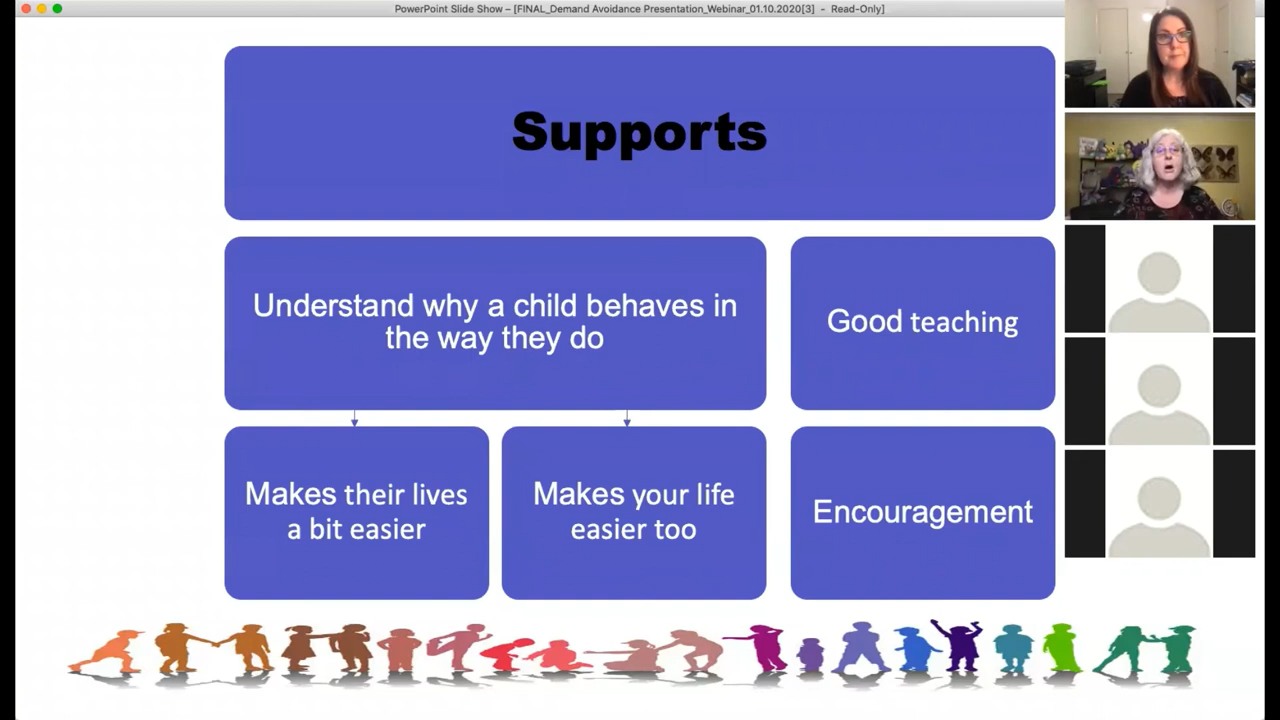 PowerPoint Slide Show – [FINAL_Demand Avoidance Presentation_Webinar_01.10.2020[3] - Read-Only]
Supports
Understand why a child behaves in
the way they do
Good teaching
Makes their lives
a bit easier
Makes your life
easier too
Encouragement